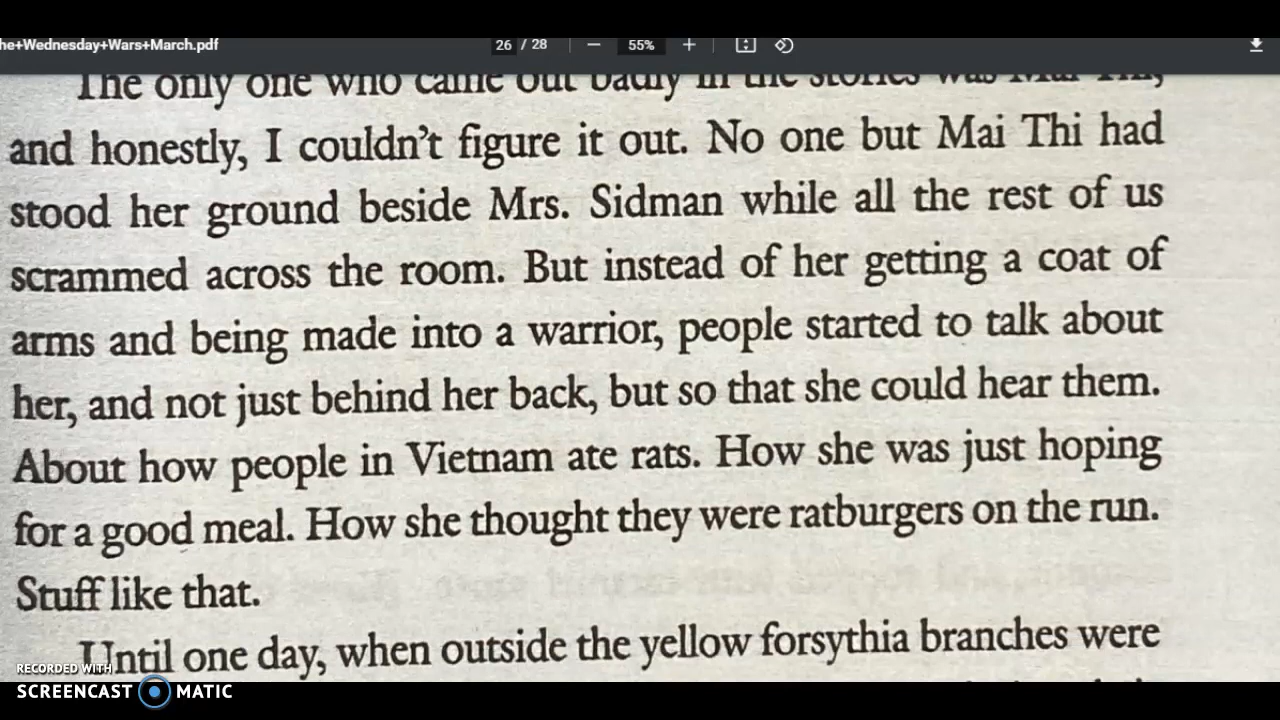 he+Wednesday+Wars+March.pdf
26 / 28
55%
The only one who came out badly in the stories was Mai Thi,
and honestly, I couldn't figure it out. No one but Mai Thi had
stood her ground beside Mrs. Sidman while all the rest of us
scrammed across the room. But instead of her getting a coat of
arms and being made into a warrior, people started to talk about
her, and not just behind her back, but so that she could hear them.
About how people in Vietnam ate rats. How she was just hoping
for a good meal. How she thought they were ratburgers on the run.
Stuff like that.
Until one day, when outside the yellow forsythia branches were
RECORDED WITH
SCREENCAST MATIC